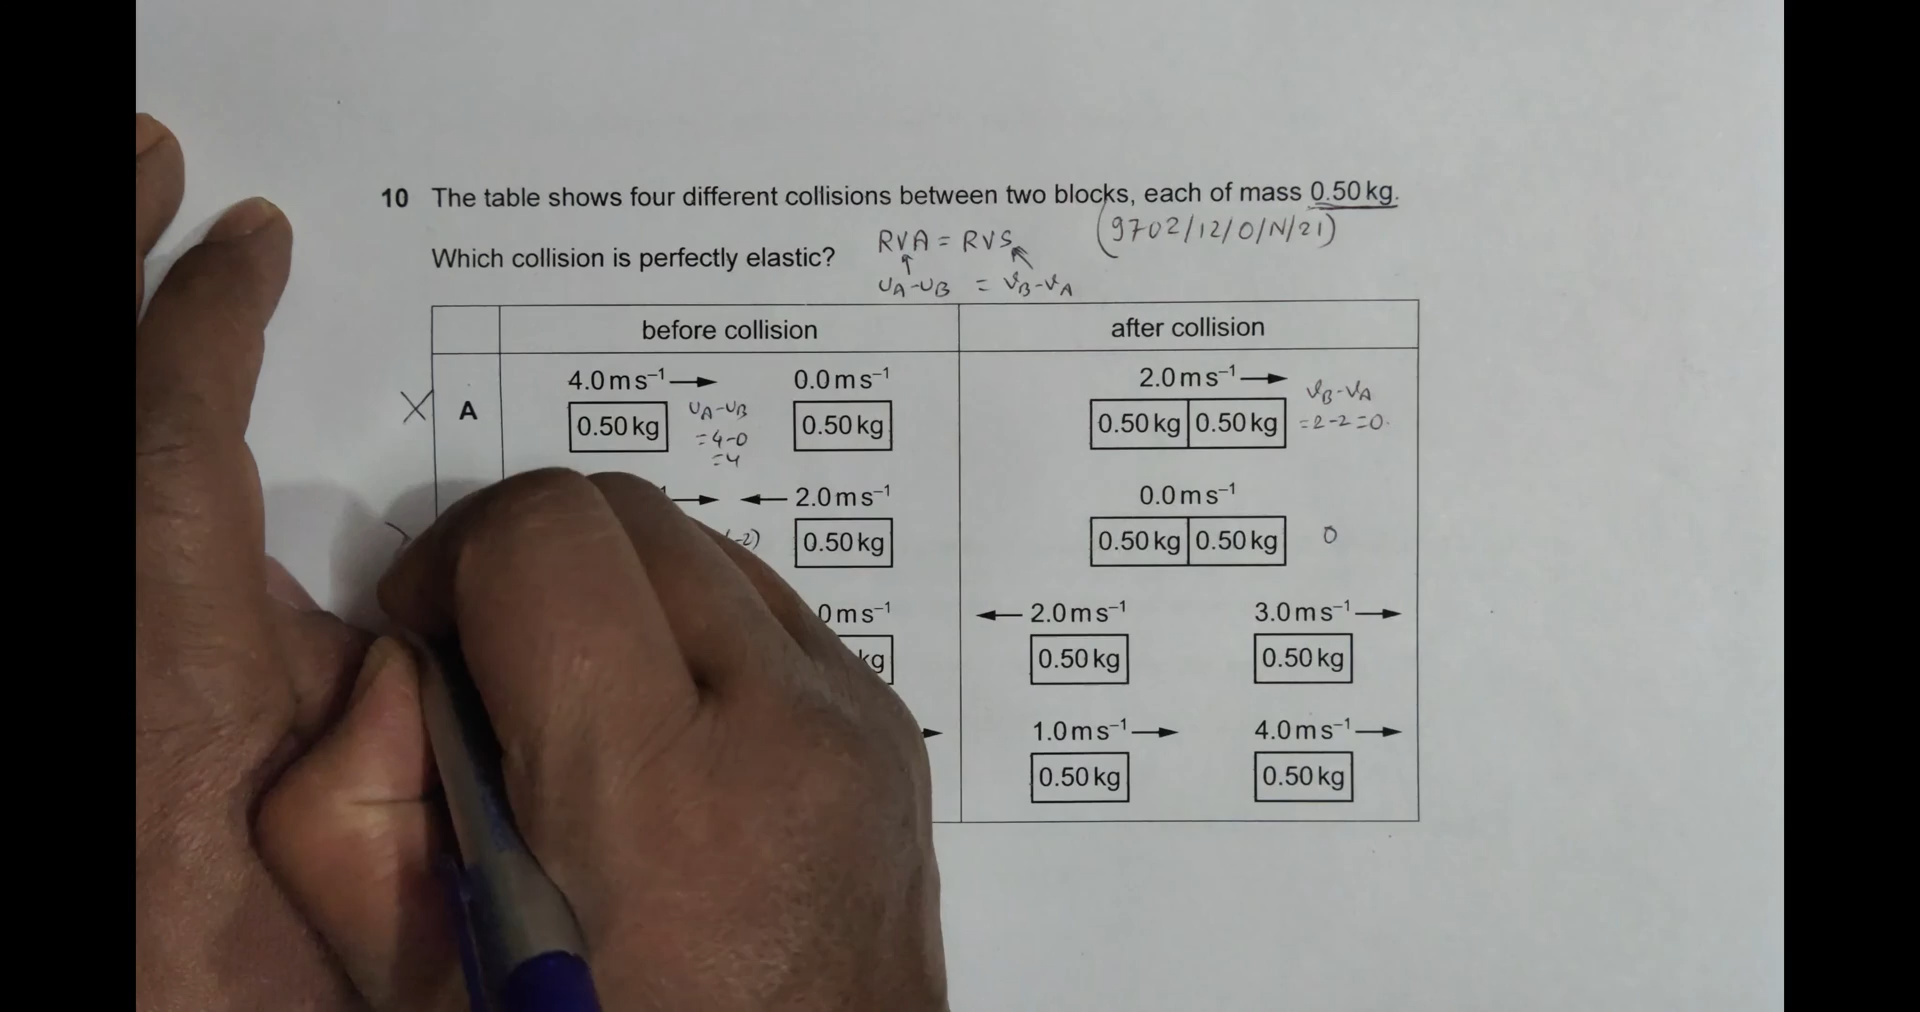 10 The table shows four different collisions between two blocks, each of mass 0.50 kg.
(9702/12/O/N/21)
Which collision is perfectly elastic? RVA = RVS
UA-UB = VB-VA
before collision after collision
4.0 m s⁻¹ 0.0 m s⁻¹ 2.0 m s⁻¹
X A 0.50 kg UA-UB 0.50 kg 0.50 kg 0.50 kg VB-VA
=4-0 =2-2=0.
=4
2.0 m s⁻¹ 0.0 m s⁻¹
-2) 0.50 kg 0.50 kg 0.50 kg 0
0 m s⁻¹ 2.0 m s⁻¹ 3.0 m s⁻¹
kg 0.50 kg 0.50 kg
1.0 m s⁻¹ 4.0 m s⁻¹
0.50 kg 0.50 kg